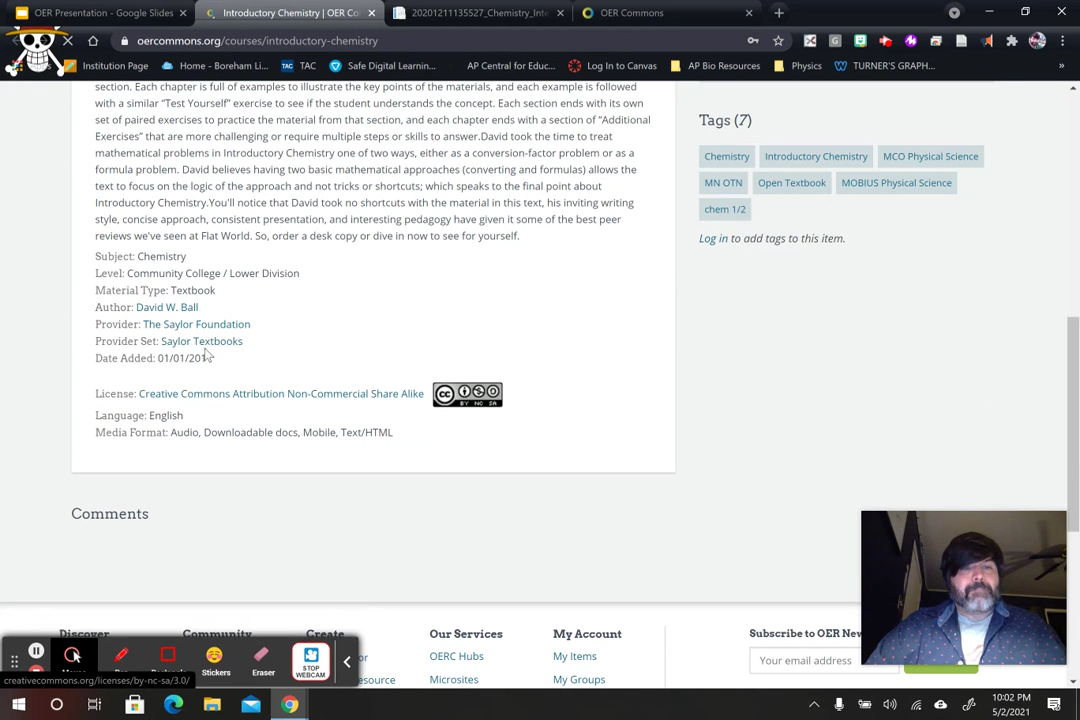 OER Presentation - Google Slides
Introductory Chemistry | OER Co
20201211135527_Chemistry_Inte
OER Commons
oercommons.org/courses/introductory-chemistry
Institution Page
Home - Boreham Li...
TAC
TAC
Safe Digital Learnin...
AP Central for Educ...
Log In to Canvas
AP Bio Resources
Physics
TURNER'S GRAPH...
»
section. Each chapter is full of examples to illustrate the key points of the materials, and each example is followed
with a similar "Test Yourself" exercise to see if the student understands the concept. Each section ends with its own
set of paired exercises to practice the material from that section, and each chapter ends with a section of "Additional
Exercises" that are more challenging or require multiple steps or skills to answer.David took the time to treat
mathematical problems in Introductory Chemistry one of two ways, either as a conversion-factor problem or as a
formula problem. David believes having two basic mathematical approaches (converting and formulas) allows the
text to focus on the logic of the approach and not tricks or shortcuts; which speaks to the final point about
Introductory Chemistry.You'll notice that David took no shortcuts with the material in this text, his inviting writing
style, concise approach, consistent presentation, and interesting pedagogy have given it some of the best peer
reviews we've seen at Flat World. So, order a desk copy or dive in now to see for yourself.
Subject: Chemistry
Level: Community College / Lower Division
Material Type: Textbook
Author: David W. Ball
Provider: The Saylor Foundation
Provider Set: Saylor Textbooks
Date Added: 01/01/201
License: Creative Commons Attribution Non-Commercial Share Alike
CC BY NC SA
Language: English
Media Format: Audio, Downloadable docs, Mobile, Text/HTML
Tags (7)
Chemistry
Introductory Chemistry
MCO Physical Science
MN OTN
Open Textbook
MOBIUS Physical Science
chem 1/2
Log in to add tags to this item.
Comments
Discover
Community
Create
Our Services
My Account
Subscribe to OER New
OER Hubs
My Items
Your email address
Microsites
My Groups
or
esource
Stickers
Eraser
STOP
WEBCAM
creativecommons.org/licenses/by-nc-sa/3.0/
10:02 PM
5/2/2021